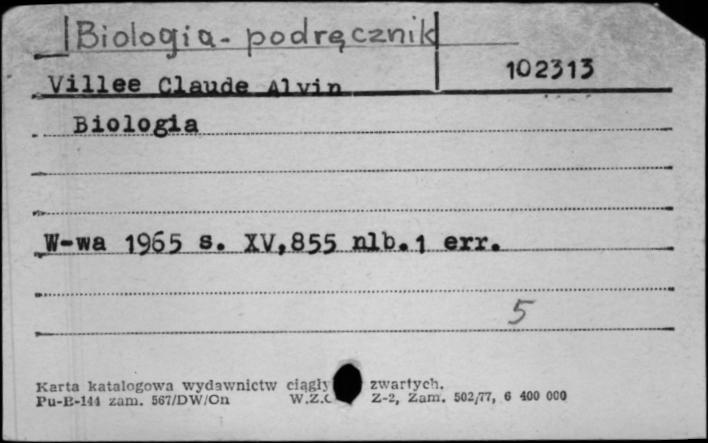 Biologia - podręcznik
Villee Claude Alvin
102313
Biologia
W-wa 1965 s. XV,855 nlb.1 err.
5
Karta katalogowa wydawnictw zwartych.
Pu-B-144 zam. 567/DW/On Z-2, Zam. 502/77, 6 400 000